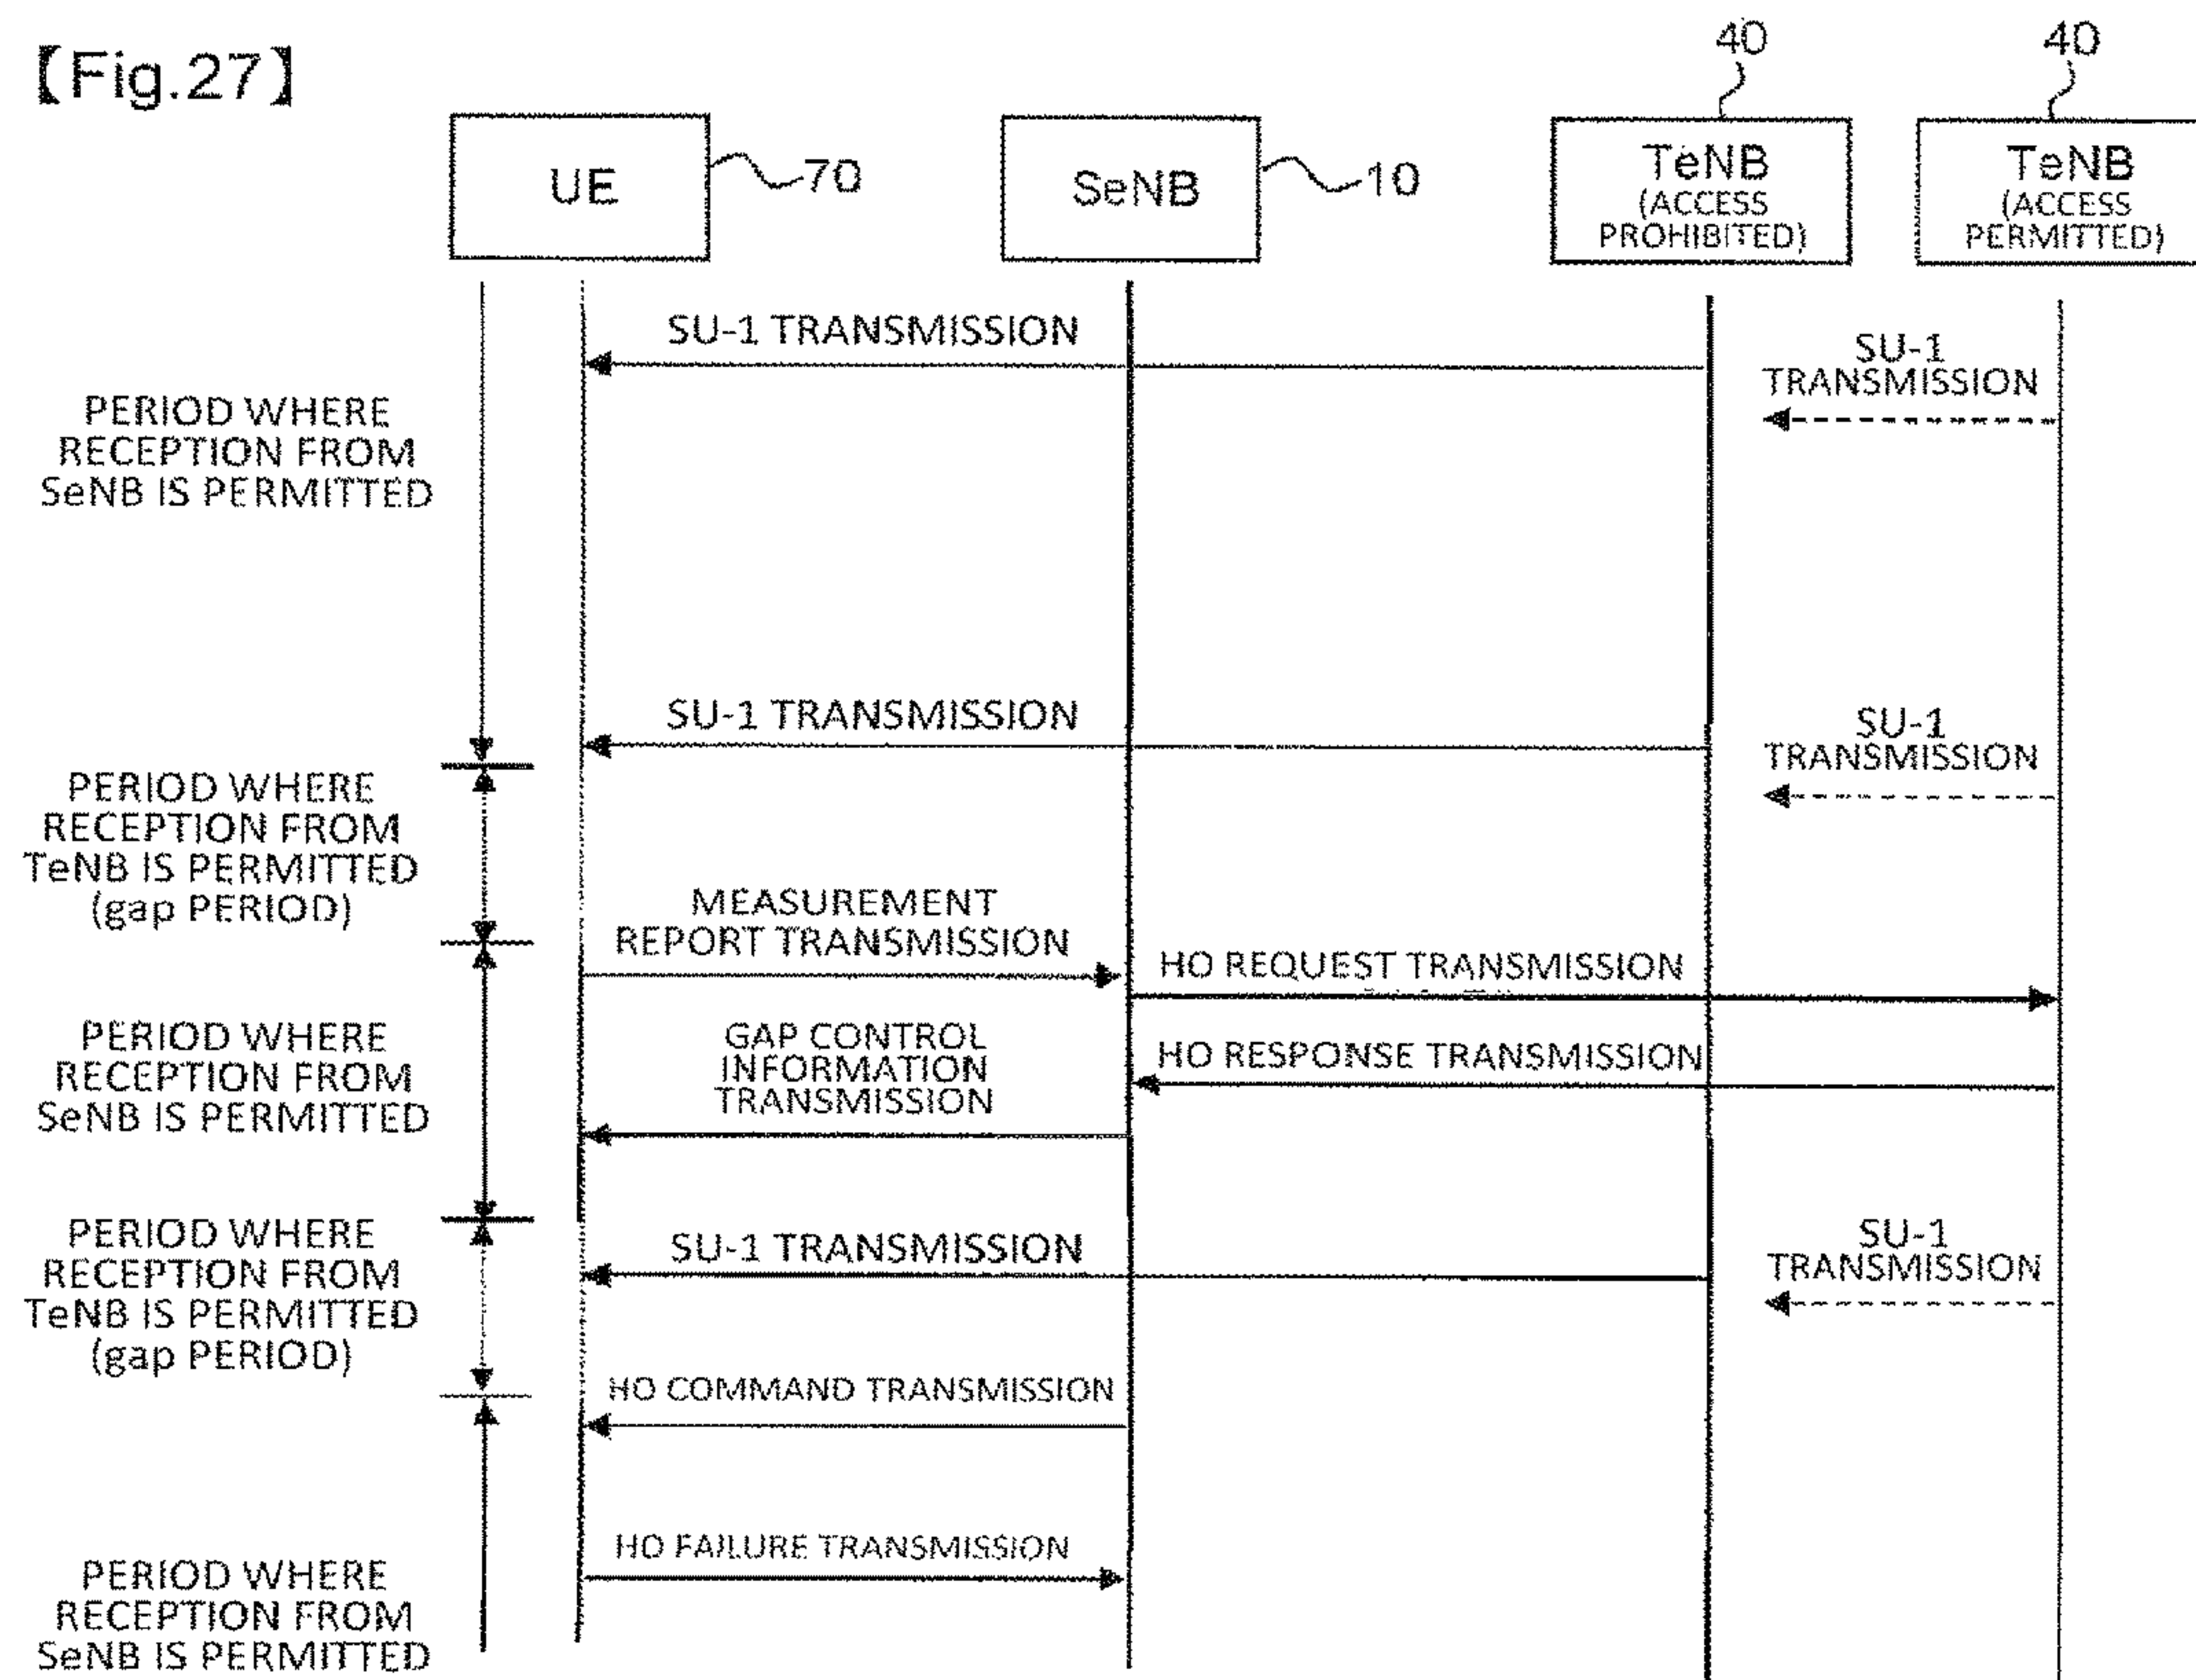 【Fig.27】
40
40
UE
70
SeNB
10
TeNB
(ACCESS
PROHIBITED)
TeNB
(ACCESS
PERMITTED)
SU-1 TRANSMISSION
SU-1
TRANSMISSION
PERIOD WHERE
RECEPTION FROM
SeNB IS PERMITTED
SU-1 TRANSMISSION
SU-1
TRANSMISSION
PERIOD WHERE
RECEPTION FROM
TeNB IS PERMITTED
(gap PERIOD)
MEASUREMENT
REPORT TRANSMISSION
HO REQUEST TRANSMISSION
PERIOD WHERE
RECEPTION FROM
SeNB IS PERMITTED
GAP CONTROL
INFORMATION
TRANSMISSION
HO RESPONSE TRANSMISSION
PERIOD WHERE
RECEPTION FROM
TeNB IS PERMITTED
(gap PERIOD)
SU-1 TRANSMISSION
SU-1
TRANSMISSION
HO COMMAND TRANSMISSION
HO FAILURE TRANSMISSION
PERIOD WHERE
RECEPTION FROM
SeNB IS PERMITTED